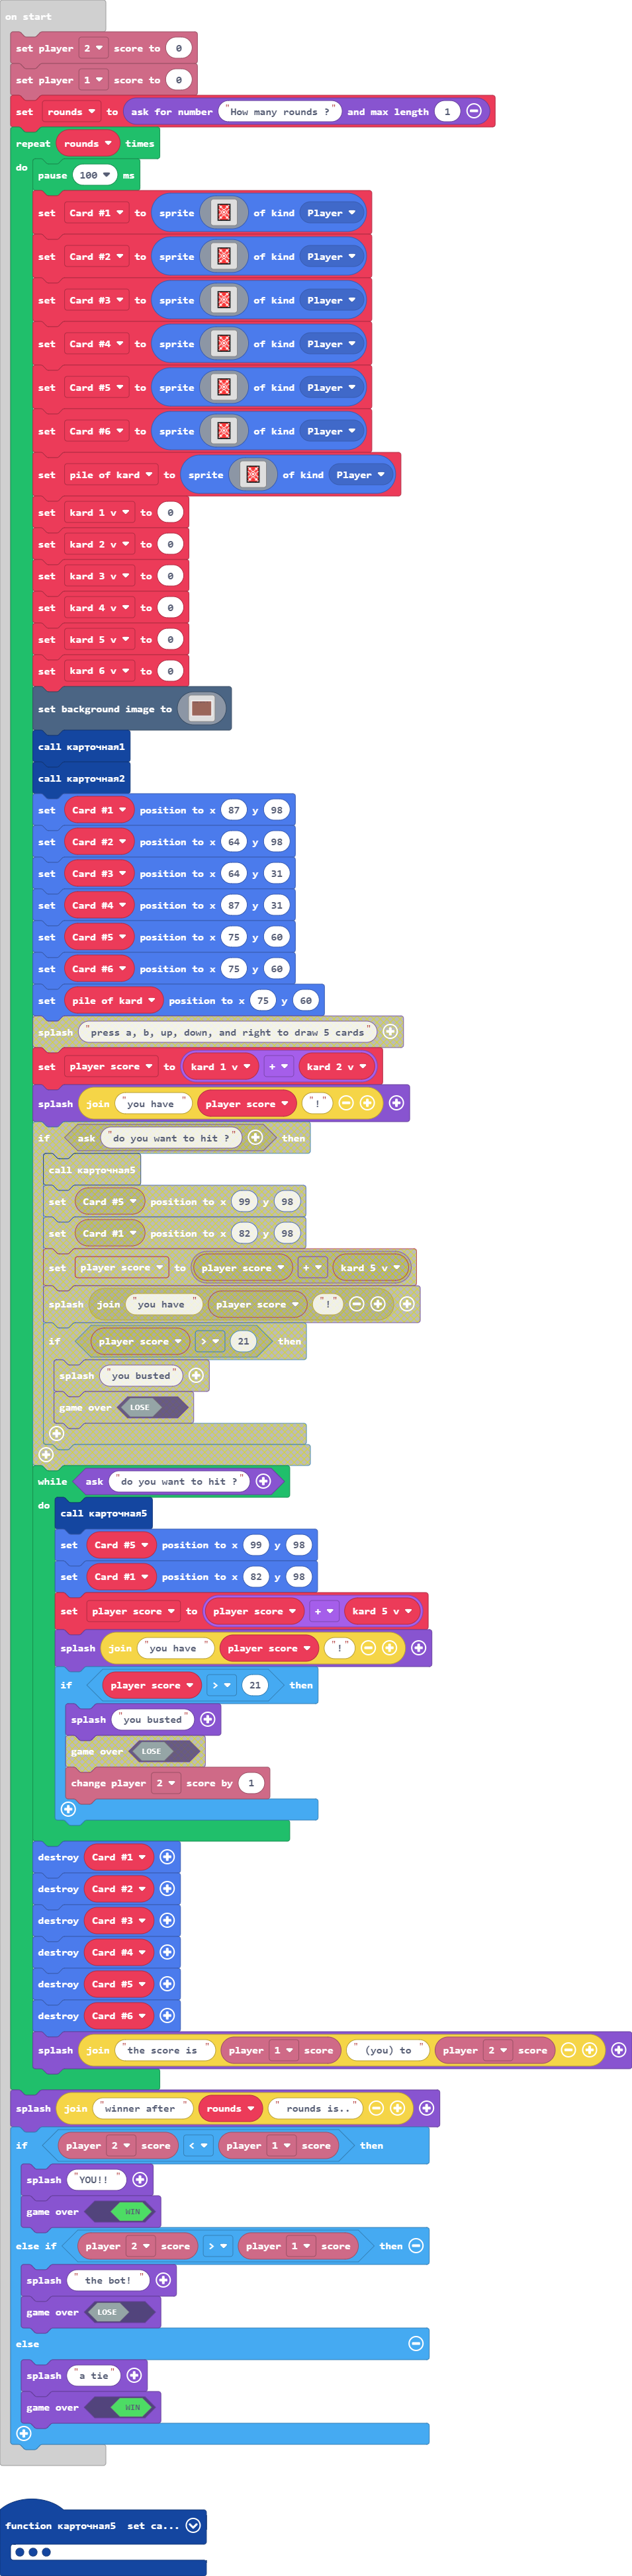 on start
set player 2 score to 0
set player 1 score to 0
set rounds to ask for number "How many rounds ?" and max length 1
repeat rounds times
do
pause 100 ms
set Card #1 to sprite of kind Player
set Card #2 to sprite of kind Player
set Card #3 to sprite of kind Player
set Card #4 to sprite of kind Player
set Card #5 to sprite of kind Player
set Card #6 to sprite of kind Player
set pile of kard to sprite of kind Player
set kard 1 v to 0
set kard 2 v to 0
set kard 3 v to 0
set kard 4 v to 0
set kard 5 v to 0
set kard 6 v to 0
set background image to
call карточная1
call карточная2
set Card #1 position to x 87 y 98
set Card #2 position to x 64 y 98
set Card #3 position to x 64 y 31
set Card #4 position to x 87 y 31
set Card #5 position to x 75 y 60
set Card #6 position to x 75 y 60
set pile of kard position to x 75 y 60
splash "press a, b, up, down, and right to draw 5 cards"
set player score to kard 1 v + kard 2 v
splash join "you have " player score "!"
if ask "do you want to hit ?" then
call карточная5
set Card #5 position to x 99 y 98
set Card #1 position to x 82 y 98
set player score to player score + kard 5 v
splash join "you have " player score "!"
if player score > 21 then
splash "you busted"
game over LOSE
while ask "do you want to hit ?"
do
call карточная5
set Card #5 position to x 99 y 98
set Card #1 position to x 82 y 98
set player score to player score + kard 5 v
splash join "you have " player score "!"
if player score > 21 then
splash "you busted"
game over LOSE
change player 2 score by 1
destroy Card #1
destroy Card #2
destroy Card #3
destroy Card #4
destroy Card #5
destroy Card #6
splash join "the score is " player 1 score " (you) to " player 2 score
splash join "winner after " rounds " rounds is.."
if player 2 score < player 1 score then
splash "YOU!! "
game over WIN
else if player 2 score > player 1 score then
splash " the bot! "
game over LOSE
else
splash "a tie"
game over WIN
function карточная5 set ca...